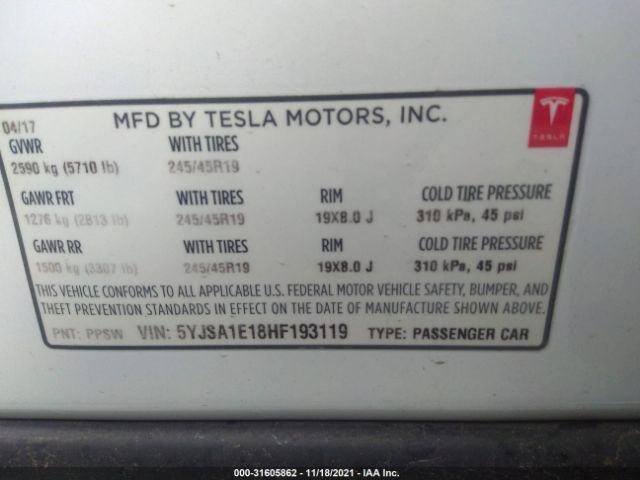 04/17
MFD BY TESLA MOTORS, INC.
TESLA
GVWR WITH TIRES
2590 kg (5710 lb) 245/45R19
GAWR FRT WITH TIRES RIM COLD TIRE PRESSURE
1276 kg (2813 lb) 245/45R19 19X8.0 J 310 kPa, 45 psi
GAWR RR WITH TIRES RIM COLD TIRE PRESSURE
1500 kg (3307 lb) 245/45R19 19X8.0 J 310 kPa, 45 psi
THIS VEHICLE CONFORMS TO ALL APPLICABLE U.S. FEDERAL MOTOR VEHICLE SAFETY, BUMPER, AND
THEFT PREVENTION STANDARDS IN EFFECT ON THE DATE OF MANUFACTURE SHOWN ABOVE.
PNT: PPSW VIN: 5YJSA1E18HF193119 TYPE: PASSENGER CAR
000-31605862 - 11/18/2021 - IAA Inc.